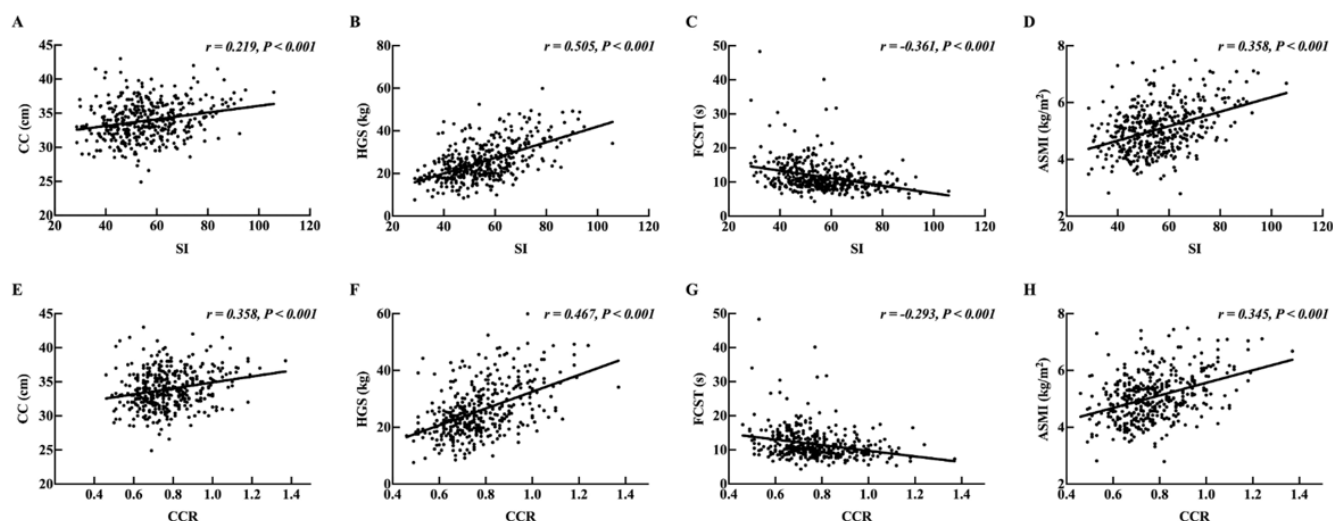 A
r = 0.219, P < 0.001
CC (cm)
45
40
35
30
25
20
20 40 60 80 100 120
SI
B
r = 0.505, P < 0.001
HGS (kg)
80
60
40
20
0
20 40 60 80 100 120
SI
C
r = -0.361, P < 0.001
FCST (s)
50
40
30
20
10
0
20 40 60 80 100 120
SI
D
r = 0.358, P < 0.001
ASMI (kg/m²)
8
6
4
2
20 40 60 80 100 120
SI
E
r = 0.358, P < 0.001
CC (cm)
45
40
35
30
25
20
0.4 0.6 0.8 1.0 1.2 1.4
CCR
F
r = 0.467, P < 0.001
HGS (kg)
60
40
20
0
0.4 0.6 0.8 1.0 1.2 1.4
CCR
G
r = -0.293, P < 0.001
FCST (s)
50
40
30
20
10
0
0.4 0.6 0.8 1.0 1.2 1.4
CCR
H
r = 0.345, P < 0.001
ASMI (kg/m²)
8
6
4
2
0.4 0.6 0.8 1.0 1.2 1.4
CCR